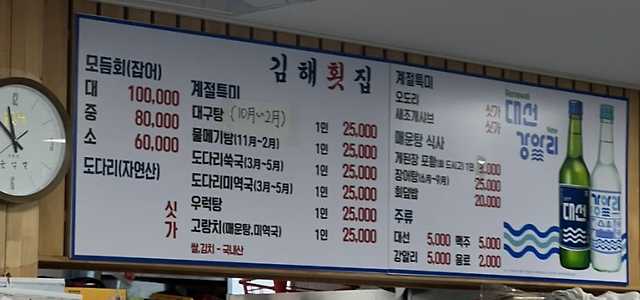 김해횟집
모듬회(잡어)
대 100,000
중 80,000
소 60,000
도다리(자연산)
싯가
계절특미
대구탕 (10月~2月)
물메기탕(11月~2月) 1인 25,000
도다리쑥국(3月~5月) 1인 25,000
도다리미역국(3月~5月) 1인 25,000
우럭탕 1인 25,000
고랑치(매운탕,미역국) 1인 25,000
쌀,김치 - 국내산
계절특미
오도리 싯가
세조개샤브 싯가
매운탕 식사
장어탕(6月~9月) 25,000
회덮밥 20,000
주류
대선 5,000 맥주 5,000
강알리 5,000 음료 2,000
Renewal
대선
New
강알리
대선
강알리